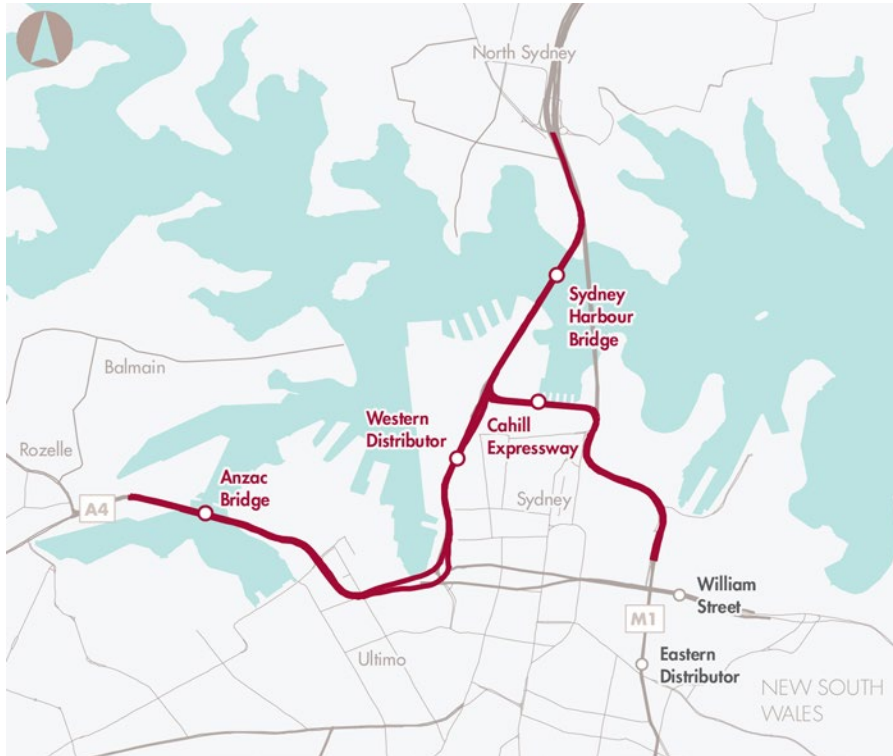 North Sydney
Sydney
Harbour
Bridge
Balmain
Western
Distributor
Cahill
Expressway
Rozelle
Anzac
Bridge
Sydney
A4
William
Street
M1
Ultimo
Eastern
Distributor
NEW SOUTH
WALES